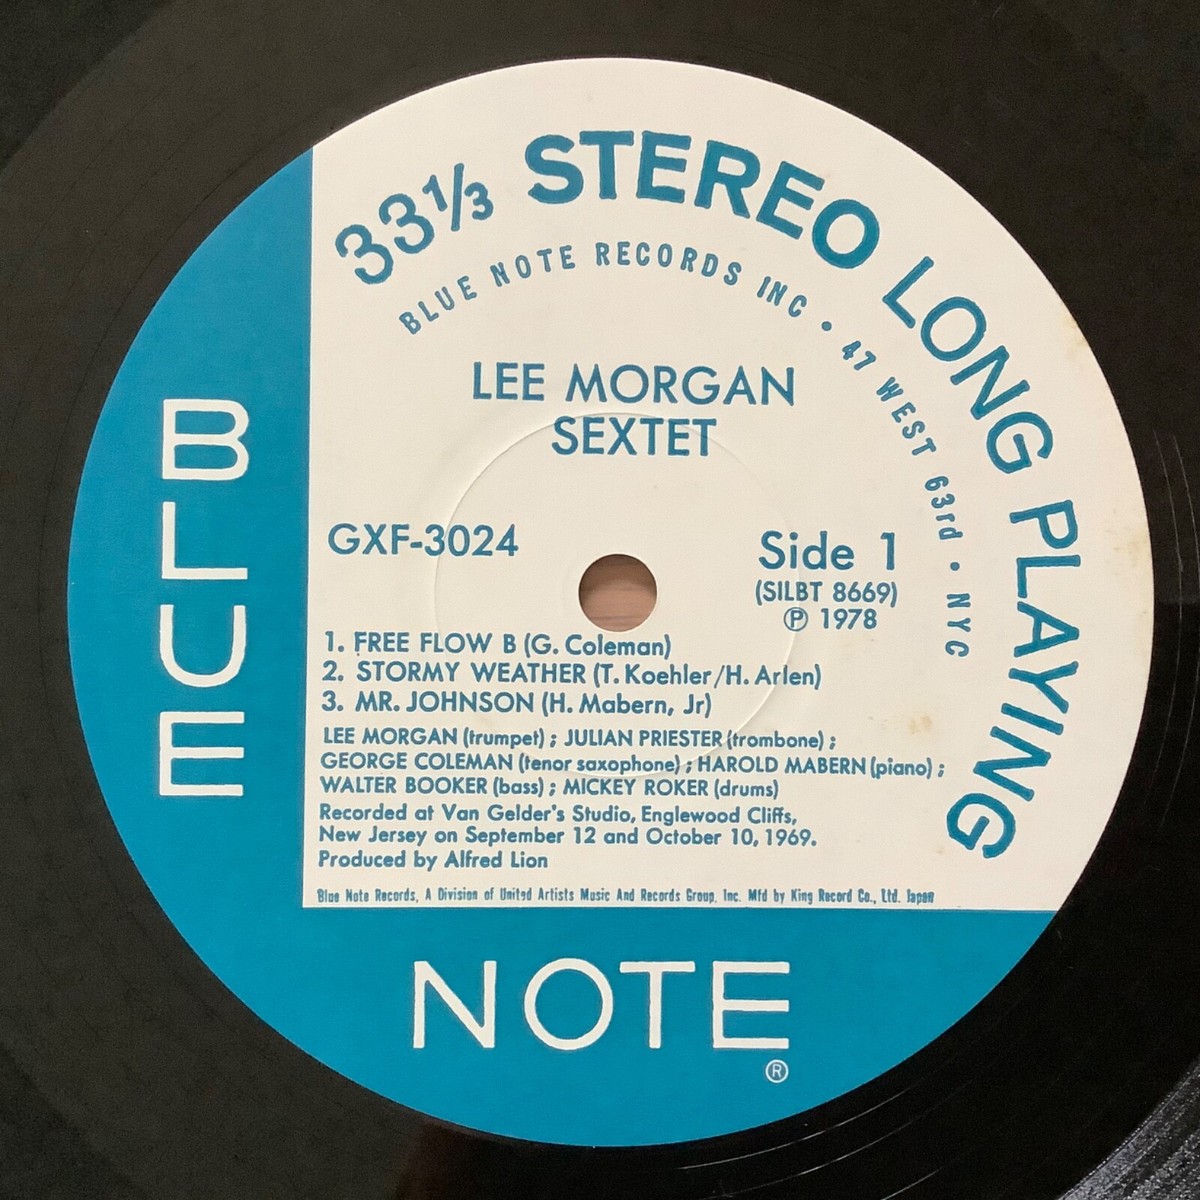 33⅓ STEREO LONG PLAYING
BLUE NOTE RECORDS INC • 47 WEST 63rd • NYC
LEE MORGAN
SEXTET
GXF-3024
Side 1
(SILBT 8669)
℗ 1978
1. FREE FLOW B (G. Coleman)
2. STORMY WEATHER (T. Koehler/H. Arlen)
3. MR. JOHNSON (H. Mabern, Jr)
LEE MORGAN (trumpet) ; JULIAN PRIESTER (trombone) ;
GEORGE COLEMAN (tenor saxophone) ; HAROLD MABERN (piano) ;
WALTER BOOKER (bass) ; MICKEY ROKER (drums)
Recorded at Van Gelder's Studio, Englewood Cliffs,
New Jersey on September 12 and October 10, 1969.
Produced by Alfred Lion
Blue Note Records, A Division of United Artists Music And Records Group, Inc. Mfd by King Record Co., Ltd. Japan
BLUE
NOTE
®